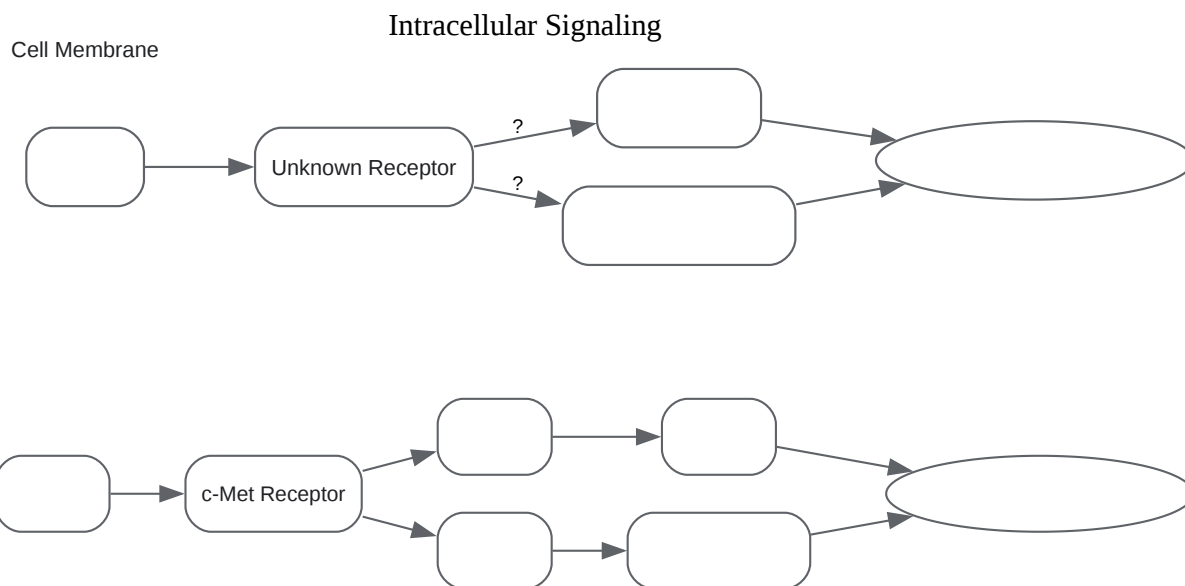 Intracellular Signaling
Cell Membrane
?
Unknown Receptor
?
c-Met Receptor